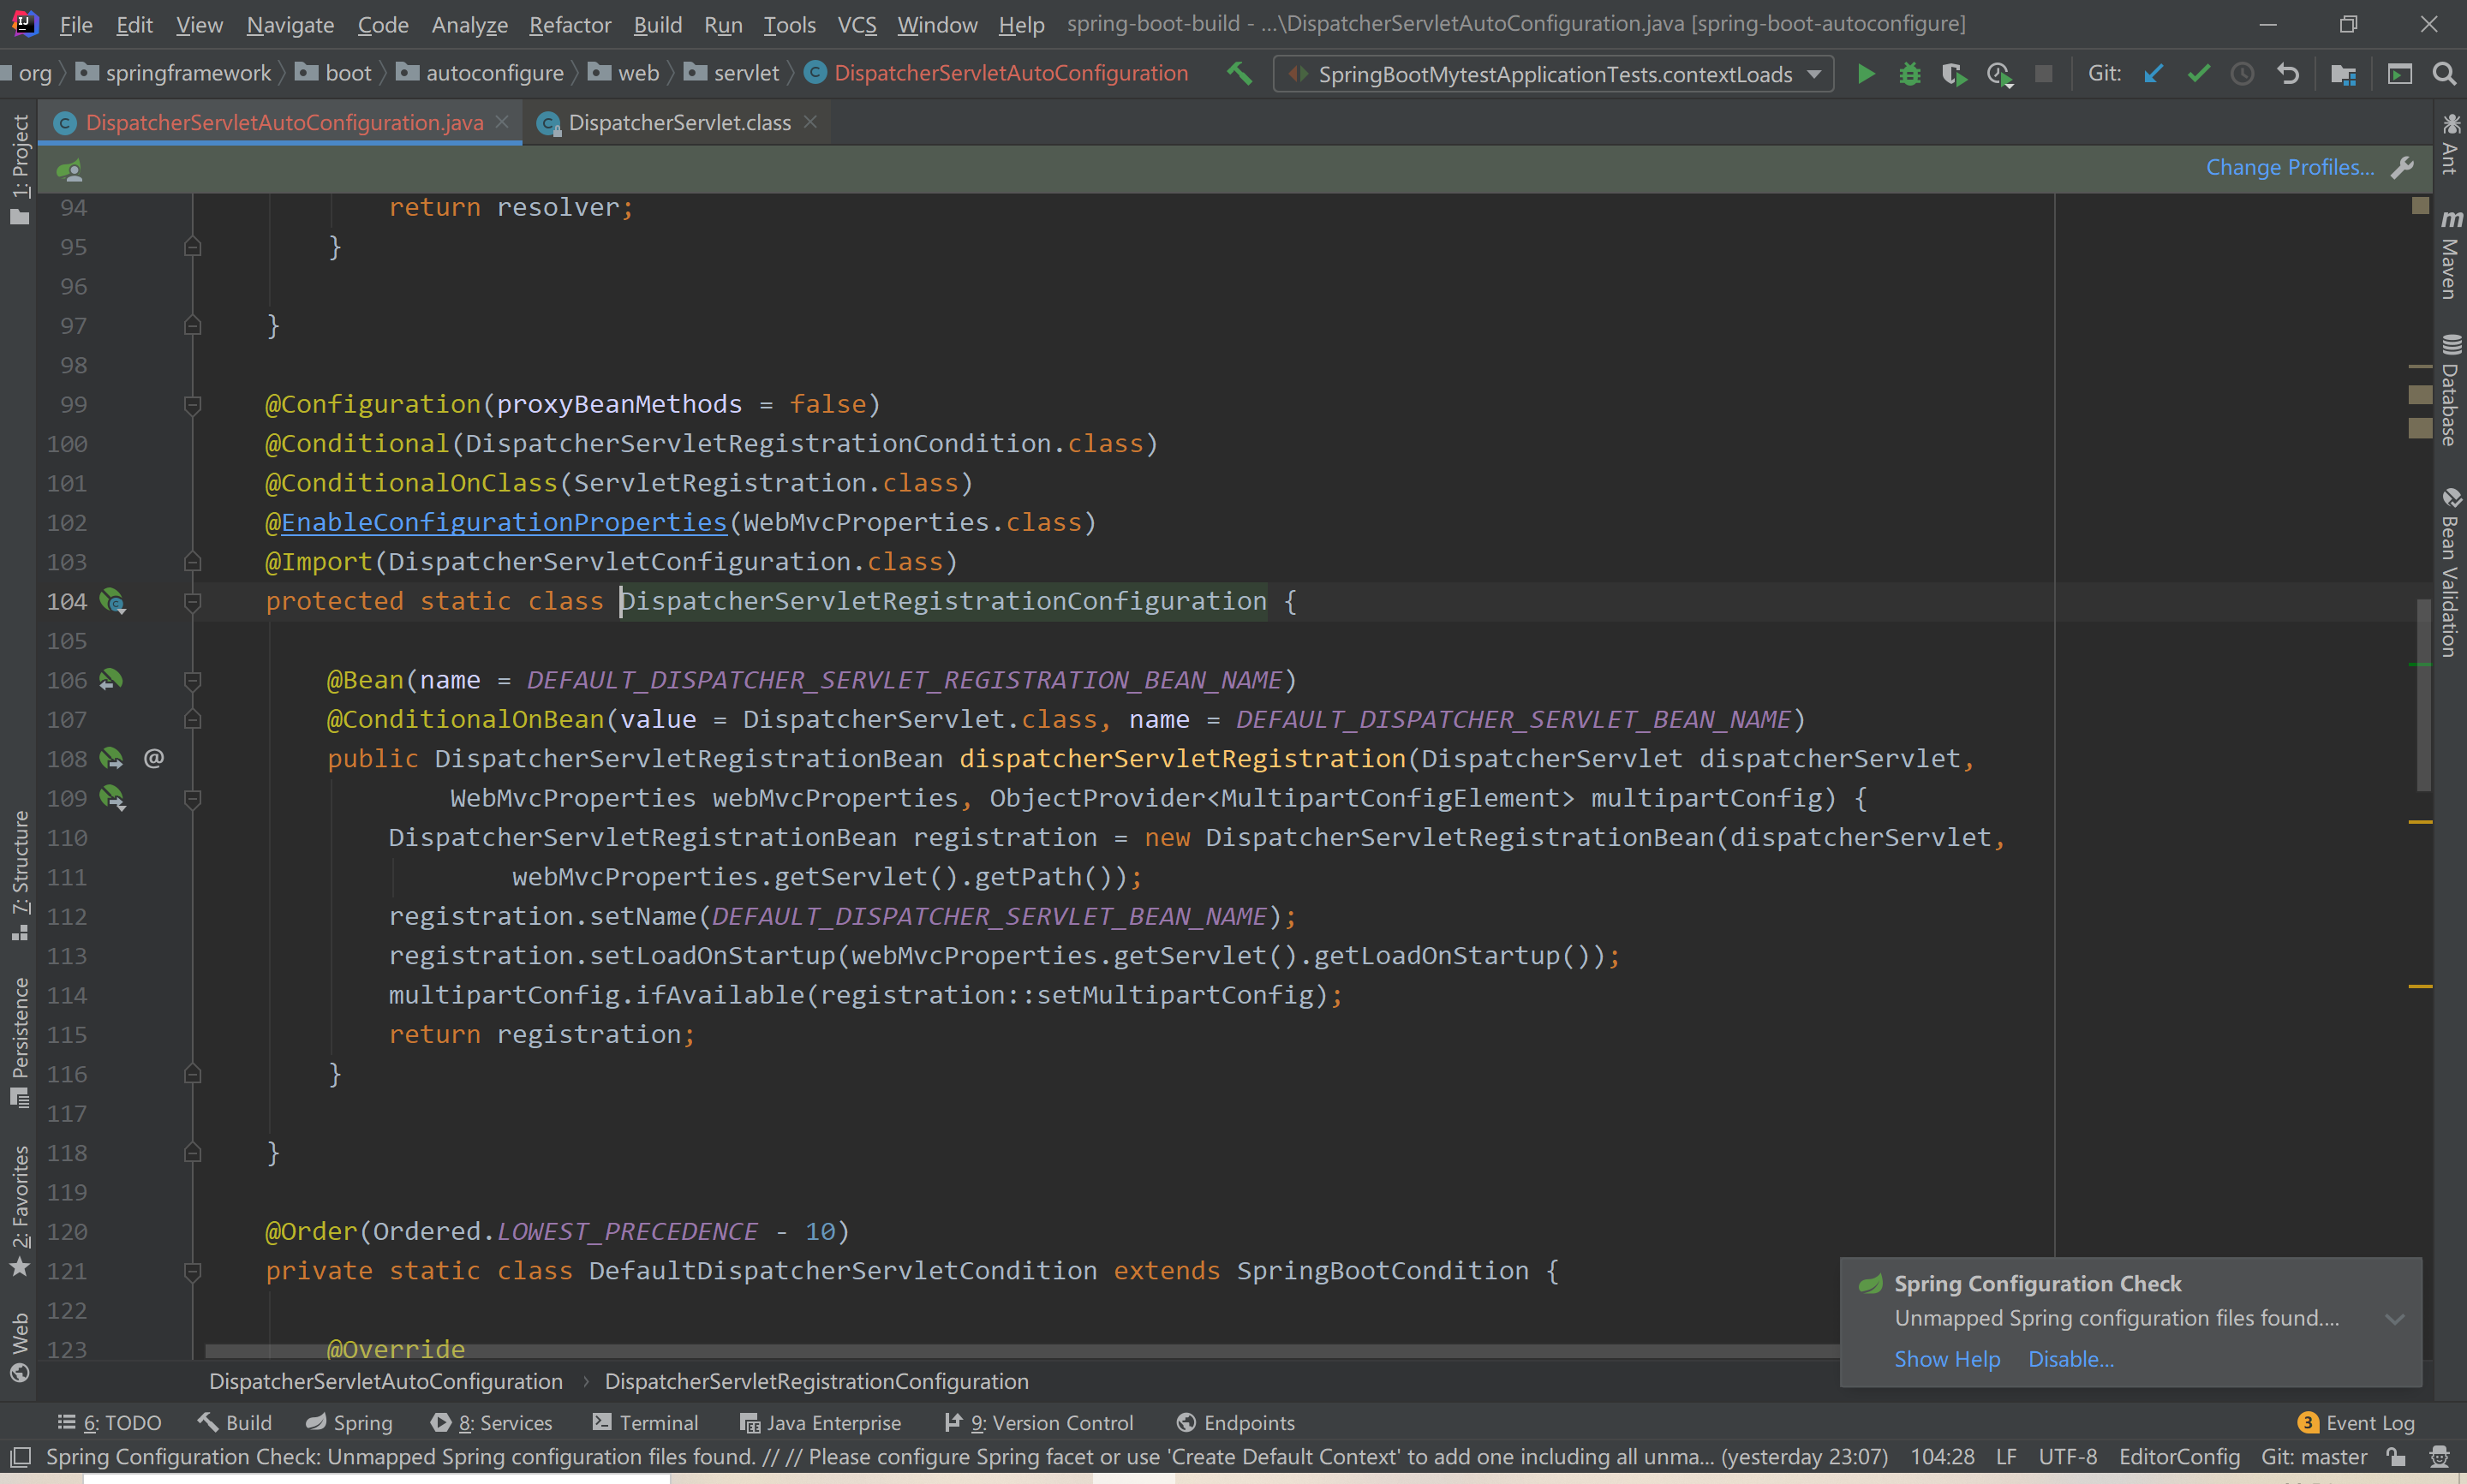 File Edit View Navigate Code Analyze Refactor Build Run Tools VCS Window Help spring-boot-build - ...\DispatcherServletAutoConfiguration.java [spring-boot-autoconfigure]
org springframework boot autoconfigure web servlet DispatcherServletAutoConfiguration SpringBootMytestApplicationTests.contextLoads Git:
DispatcherServletAutoConfiguration.java DispatcherServlet.class
Change Profiles...
94 return resolver;
95 }
96
97 }
98
99 @Configuration(proxyBeanMethods = false)
100 @Conditional(DispatcherServletRegistrationCondition.class)
101 @ConditionalOnClass(ServletRegistration.class)
102 @EnableConfigurationProperties(WebMvcProperties.class)
103 @Import(DispatcherServletConfiguration.class)
104 protected static class DispatcherServletRegistrationConfiguration {
105
106 @Bean(name = DEFAULT_DISPATCHER_SERVLET_REGISTRATION_BEAN_NAME)
107 @ConditionalOnBean(value = DispatcherServlet.class, name = DEFAULT_DISPATCHER_SERVLET_BEAN_NAME)
108 @ public DispatcherServletRegistrationBean dispatcherServletRegistration(DispatcherServlet dispatcherServlet,
109 WebMvcProperties webMvcProperties, ObjectProvider<MultipartConfigElement> multipartConfig) {
110 DispatcherServletRegistrationBean registration = new DispatcherServletRegistrationBean(dispatcherServlet,
111 webMvcProperties.getServlet().getPath());
112 registration.setName(DEFAULT_DISPATCHER_SERVLET_BEAN_NAME);
113 registration.setLoadOnStartup(webMvcProperties.getServlet().getLoadOnStartup());
114 multipartConfig.ifAvailable(registration::setMultipartConfig);
115 return registration;
116 }
117
118 }
119
120 @Order(Ordered.LOWEST_PRECEDENCE - 10)
121 private static class DefaultDispatcherServletCondition extends SpringBootCondition {
122
123 @Override
1: Project
7: Structure
Persistence
2: Favorites
Web
Ant
m Maven
Database
Bean Validation
Spring Configuration Check
Unmapped Spring configuration files found....
Show Help Disable...
DispatcherServletAutoConfiguration › DispatcherServletRegistrationConfiguration
6: TODO Build Spring 8: Services Terminal Java Enterprise 9: Version Control Endpoints 3 Event Log
Spring Configuration Check: Unmapped Spring configuration files found. // // Please configure Spring facet or use 'Create Default Context' to add one including all unma... (yesterday 23:07) 104:28 LF UTF-8 EditorConfig Git: master